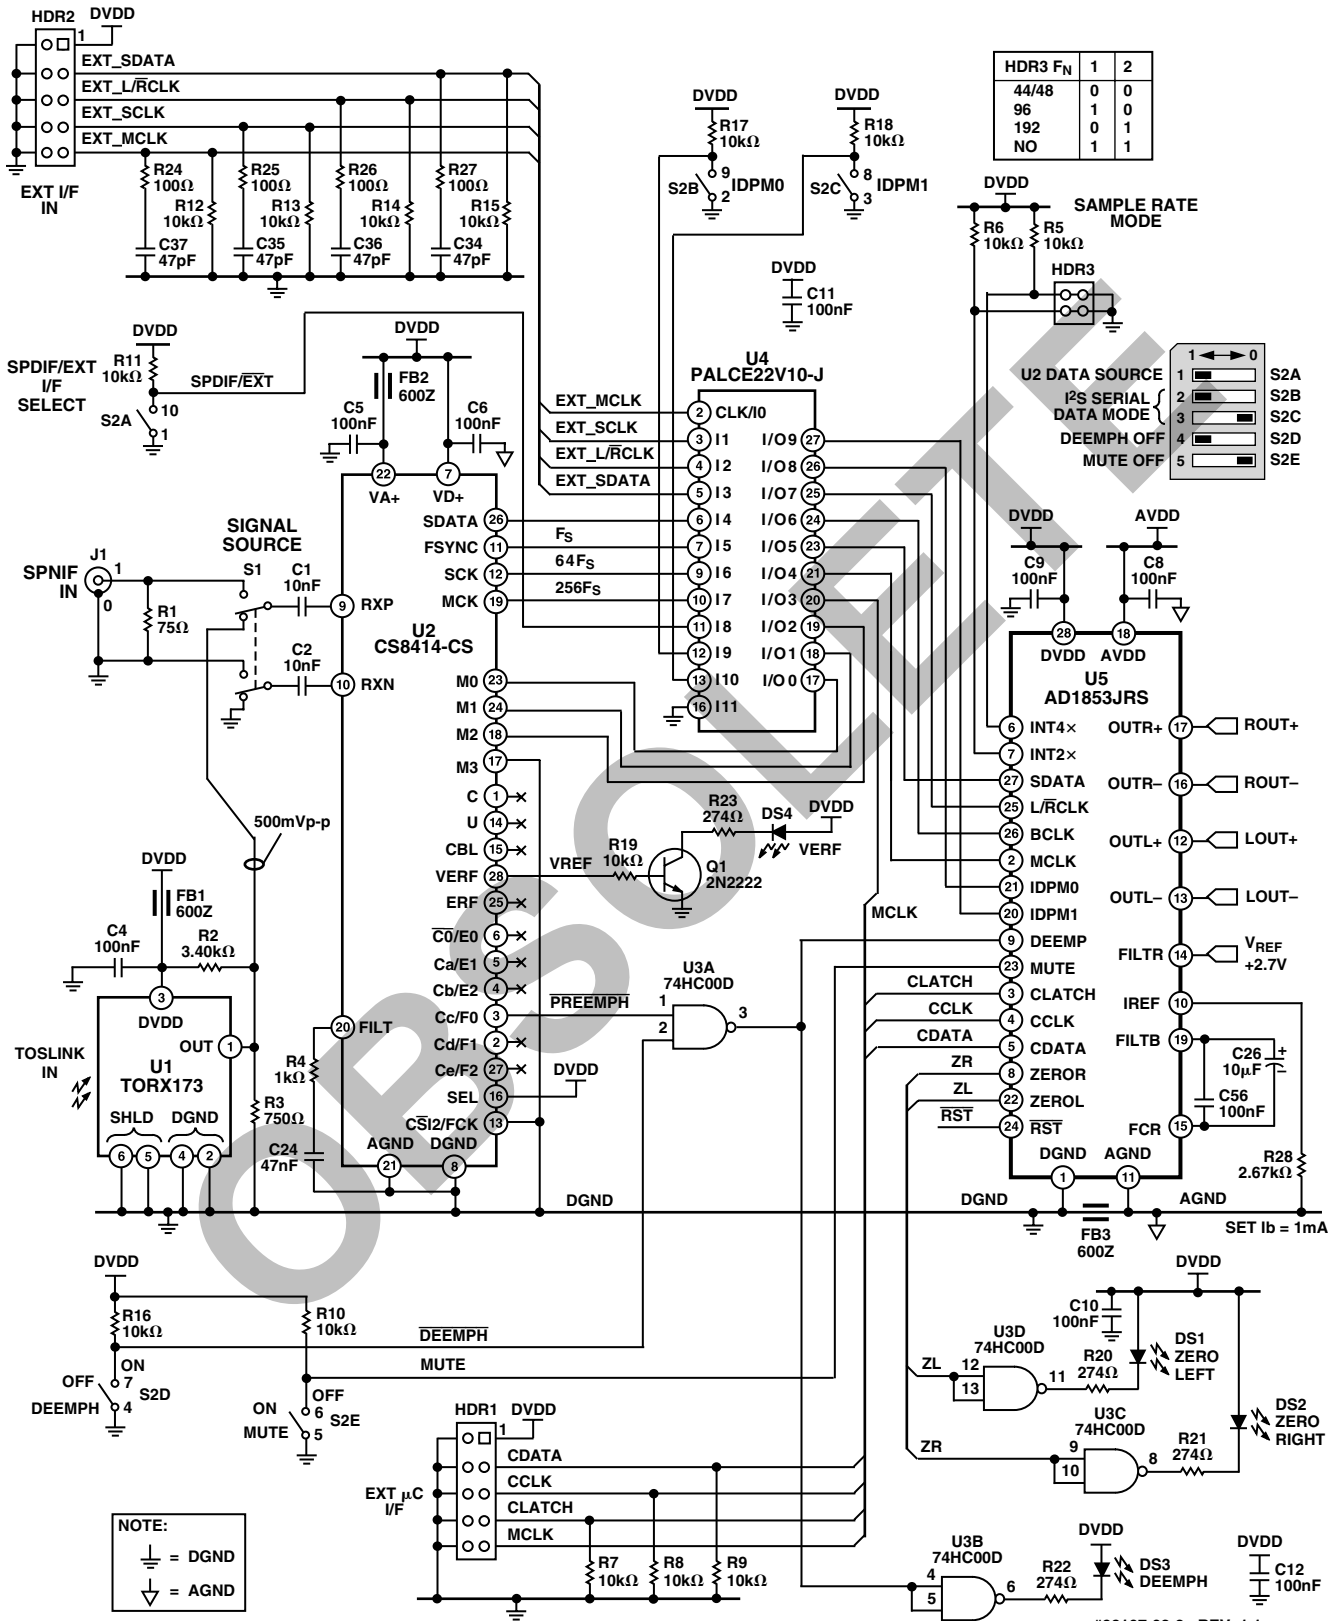 HDR2 DVDD
1
EXT_SDATA
EXT_L/RCLK
EXT_SCLK
EXT_MCLK
EXT I/F
IN
R24
100Ω
R25
100Ω
R26
100Ω
R27
100Ω
R12
10kΩ
R13
10kΩ
R14
10kΩ
R15
10kΩ
C37
47pF
C35
47pF
C36
47pF
C34
47pF
DVDD
R17
10kΩ
9
S2B
2
IDPM0
DVDD
R18
10kΩ
8
S2C
3
IDPM1
HDR3 FN 1 2
44/48 0 0
96 1 0
192 0 1
NO 1 1
DVDD
SAMPLE RATE
MODE
R6
10kΩ
R5
10kΩ
HDR3
DVDD
C11
100nF
1 0
U2 DATA SOURCE 1 S2A
I2S SERIAL
DATA MODE
2 S2B
3 S2C
DEEMPH OFF 4 S2D
MUTE OFF 5 S2E
SPDIF/EXT
I/F
SELECT
DVDD
R11
10kΩ
SPDIF/EXT
10
S2A
1
DVDD
FB2
600Z
C5
100nF
C6
100nF
22
VA+
7
VD+
U4
PALCE22V10-J
EXT_MCLK 2 CLK/I0
EXT_SCLK 3 I1
EXT_L/RCLK 4 I2
EXT_SDATA 5 I3
6 I4
FS 7 I5
64FS 9 I6
256FS 10 I7
11 I8
12 I9
13 I10
16 I11
I/O9 27
I/O8 26
I/O7 25
I/O6 24
I/O5 23
I/O4 21
I/O3 20
I/O2 19
I/O1 18
I/O0 17
SPNIF
IN
J1
1
0
R1
75Ω
SIGNAL
SOURCE
S1
C1
10nF
C2
10nF
9 RXP
10 RXN
U2
CS8414-CS
SDATA 26
FSYNC 11
SCK 12
MCK 19
M0 23
M1 24
M2 18
M3 17
C 1
U 14
CBL 15
VERF 28
ERF 25
C0/E0 6
Ca/E1 5
Cb/E2 4
Cc/F0 3
Cd/F1 2
Ce/F2 27
SEL 16
CSI2/FCK 13
20 FILT
AGND
21
DGND
8
DVDD
VREF
R19
10kΩ
Q1
2N2222
R23
274Ω
DS4
DVDD
VERF
500mVp-p
DVDD
FB1
600Z
C4
100nF
R2
3.40kΩ
3
DVDD
OUT 1
TOSLINK
IN
U1
TORX173
SHLD DGND
6 5 4 2
R4
1kΩ
R3
750Ω
C24
47nF
PREEMPH
U3A
74HC00D
1
2
3
DVDD
C9
100nF
AVDD
C8
100nF
28
DVDD
18
AVDD
U5
AD1853JRS
6 INT4×
7 INT2×
27 SDATA
25 L/RCLK
26 BCLK
2 MCLK
21 IDPM0
20 IDPM1
9 DEEMP
23 MUTE
CLATCH 3 CLATCH
CCLK 4 CCLK
CDATA 5 CDATA
ZR 8 ZEROR
ZL 22 ZEROL
RST 24 RST
MCLK
OUTR+ 17 ROUT+
OUTR– 16 ROUT–
OUTL+ 12 LOUT+
OUTL– 13 LOUT–
FILTR 14 VREF
+2.7V
IREF 10
FILTB 19
FCR 15
C26
10μF
+
–
C56
100nF
R28
2.67kΩ
DGND
1
AGND
11
DGND
DGND
AGND
FB3
600Z
SET Ib = 1mA
DVDD
R16
10kΩ
R10
10kΩ
DEEMPH
MUTE
ON
OFF 7
S2D
DEEMPH 4
OFF
ON 6
S2E
MUTE 5
HDR1 DVDD
1
CDATA
CCLK
CLATCH
MCLK
EXT μC
I/F
R7
10kΩ
R8
10kΩ
R9
10kΩ
DVDD
C10
100nF
U3D
74HC00D
ZL 12
13
11
R20
274Ω
DS1
ZERO
LEFT
U3C
74HC00D
ZR 9
10
8
R21
274Ω
DS2
ZERO
RIGHT
U3B
74HC00D
4
5
6
R22
274Ω
DVDD
DS3
DEEMPH
DVDD
C12
100nF
NOTE:
= DGND
= AGND
OBSOLETE